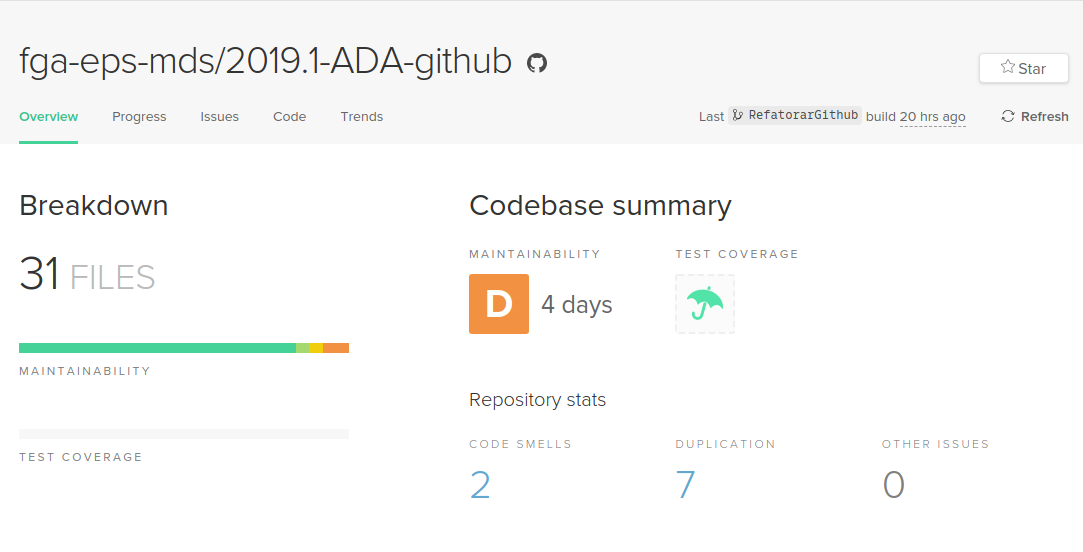 fga-eps-mds/2019.1-ADA-github
Star
Overview Progress Issues Code Trends
Last RefatorarGithub build 20 hrs ago Refresh
Breakdown
31 FILES
MAINTAINABILITY
TEST COVERAGE
Codebase summary
MAINTAINABILITY TEST COVERAGE
D 4 days
Repository stats
CODE SMELLS DUPLICATION OTHER ISSUES
2 7 0